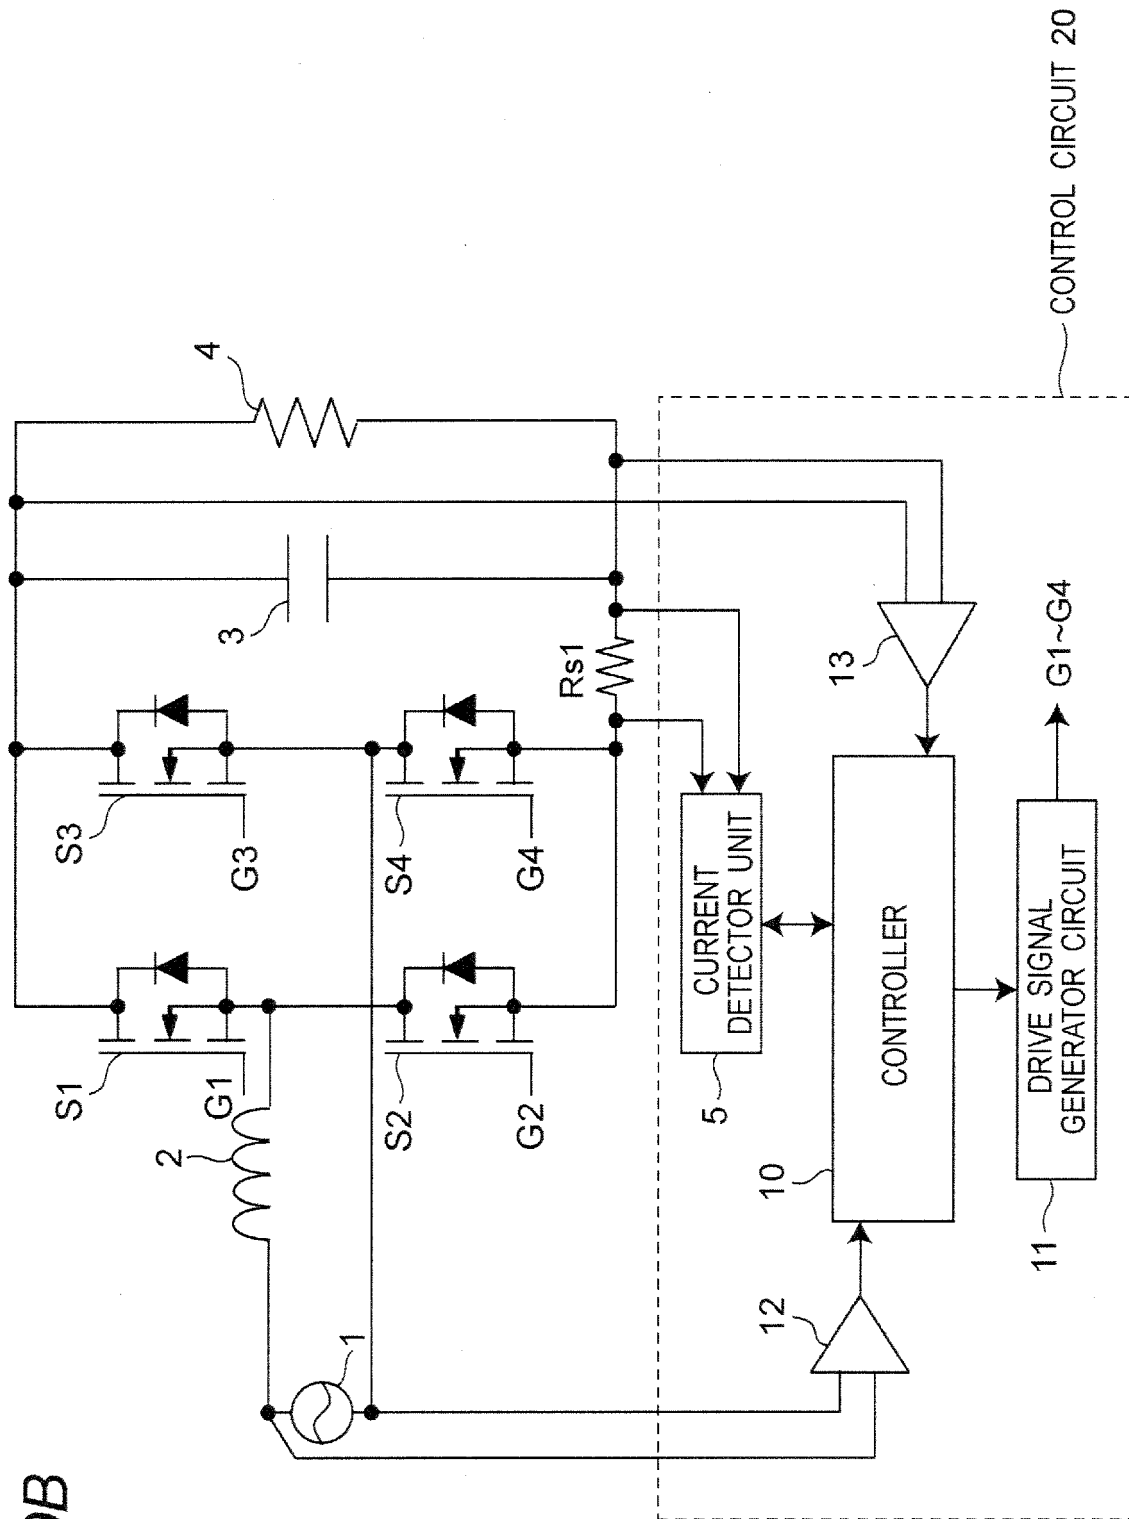 S1
G1
S3
G3
2
1
S2
G2
S4
G4
3
4
Rs1
CURRENT
DETECTOR UNIT
5
CONTROL CIRCUIT 20
12
10
CONTROLLER
13
11
DRIVE SIGNAL
GENERATOR CIRCUIT
G1~G4